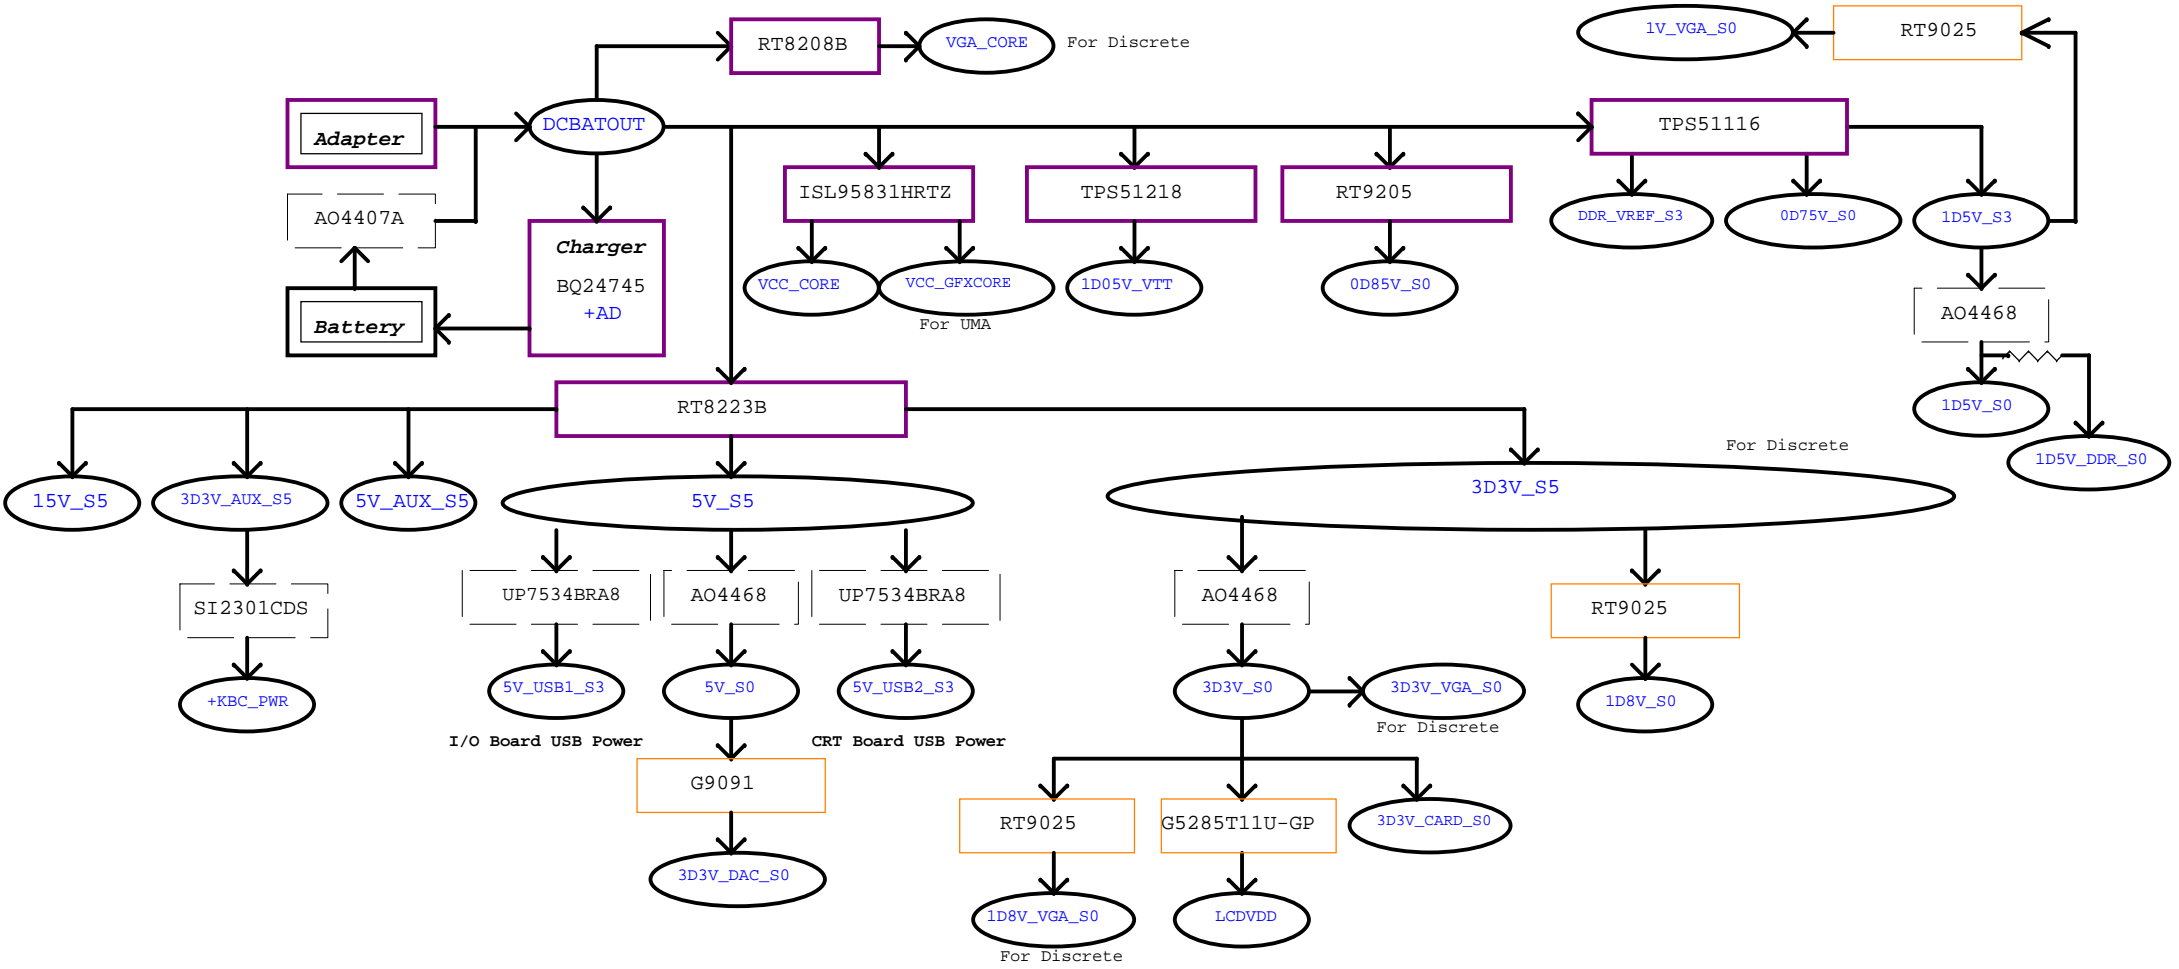 1V_VGA_S0
RT9025
RT8208B
VGA_CORE
For Discrete
Adapter
DCBATOUT
TPS51116
AO4407A
ISL95831HRTZ
TPS51218
RT9205
DDR_VREF_S3
0D75V_S0
1D5V_S3
Charger
BQ24745
+AD
VCC_CORE
VCC_GFXCORE
For UMA
1D05V_VTT
0D85V_S0
AO4468
Battery
RT8223B
1D5V_S0
For Discrete
1D5V_DDR_S0
15V_S5
3D3V_AUX_S5
5V_AUX_S5
5V_S5
3D3V_S5
SI2301CDS
UP7534BRA8
AO4468
UP7534BRA8
AO4468
RT9025
+KBC_PWR
5V_USB1_S3
5V_S0
5V_USB2_S3
3D3V_S0
3D3V_VGA_S0
For Discrete
1D8V_S0
I/O Board USB Power
CRT Board USB Power
G9091
RT9025
G5285T11U-GP
3D3V_CARD_S0
3D3V_DAC_S0
1D8V_VGA_S0
For Discrete
LCDVDD